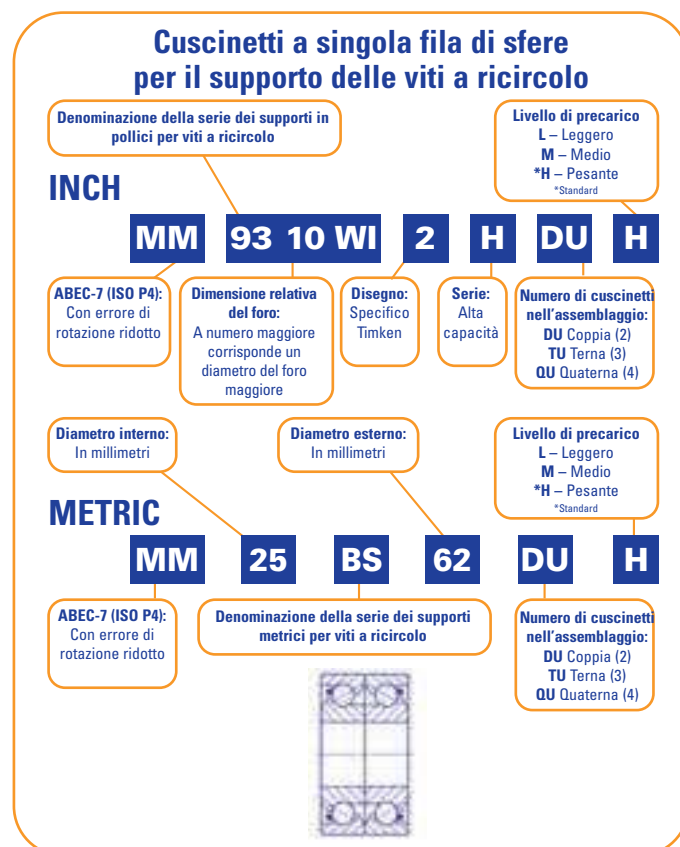 Cuscinetti a singola fila di sfere
per il supporto delle viti a ricircolo
Denominazione della serie dei supporti in
pollici per viti a ricircolo
Livello di precarico
L – Leggero
M – Medio
*H – Pesante
*Standard
INCH
MM 93 10 WI 2 H DU H
ABEC-7 (ISO P4):
Con errore di
rotazione ridotto
Dimensione relativa
del foro:
A numero maggiore
corrisponde un
diametro del foro
maggiore
Disegno:
Specifico
Timken
Serie:
Alta
capacità
Numero di cuscinetti
nell'assemblaggio:
DU Coppia (2)
TU Terna (3)
QU Quaterna (4)
Diametro interno:
In millimetri
Diametro esterno:
In millimetri
Livello di precarico
L – Leggero
M – Medio
*H – Pesante
*Standard
METRIC
MM 25 BS 62 DU H
ABEC-7 (ISO P4):
Con errore di
rotazione ridotto
Denominazione della serie dei supporti
metrici per viti a ricircolo
Numero di cuscinetti
nell'assemblaggio:
DU Coppia (2)
TU Terna (3)
QU Quaterna (4)